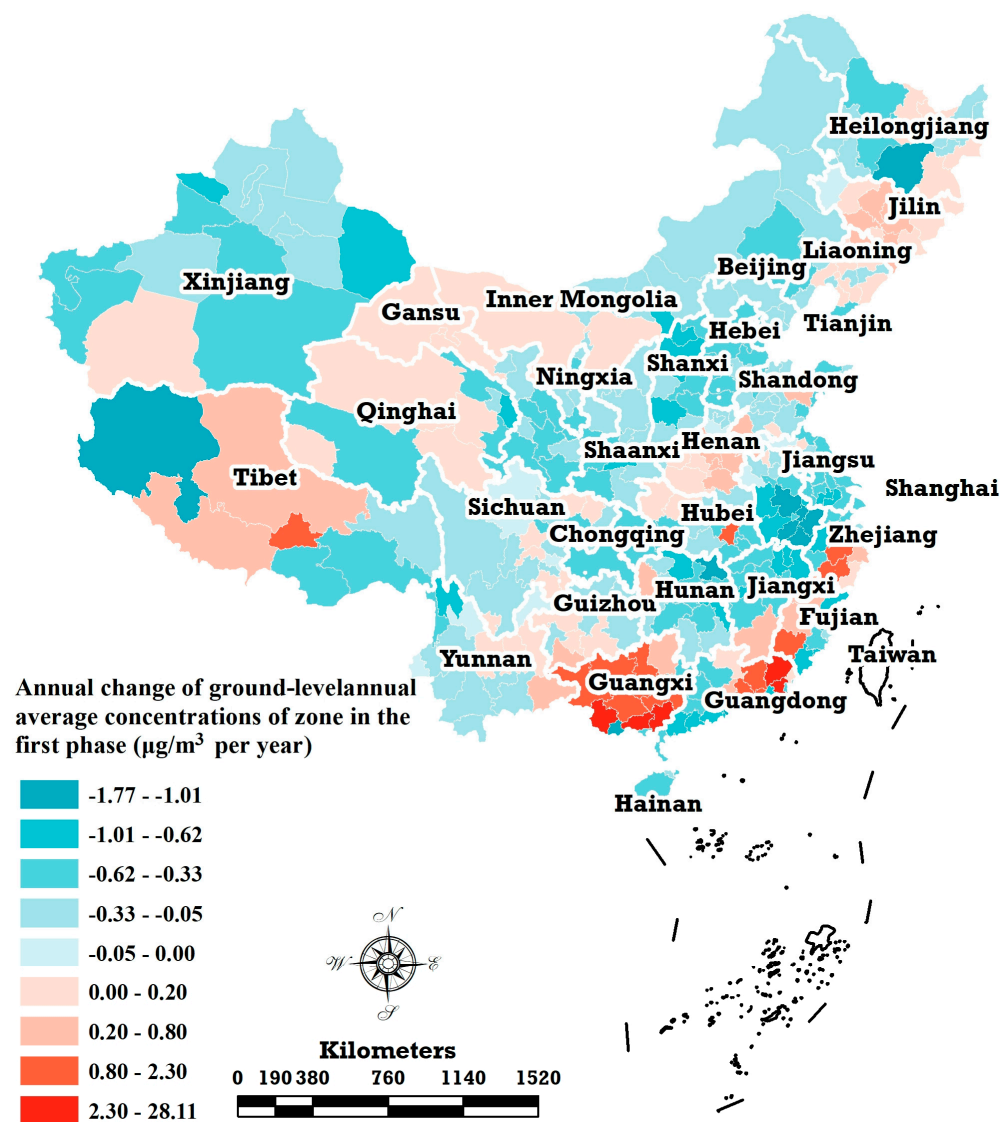 Heilongjiang
Jilin
Liaoning
Beijing
Xinjiang
Inner Mongolia
Gansu
Tianjin
Hebei
Shanxi
Ningxia
Shandong
Qinghai
Henan
Shaanxi
Jiangsu
Tibet
Shanghai
Sichuan
Hubei
Chongqing
Zhejiang
Jiangxi
Hunan
Guizhou
Fujian
Taiwan
Yunnan
Guangxi
Guangdong
Annual change of ground-levelannual
average concentrations of zone in the
first phase (µg/m³ per year)
Hainan
-1.77 - -1.01
-1.01 - -0.62
-0.62 - -0.33
-0.33 - -0.05
-0.05 - 0.00
0.00 - 0.20
0.20 - 0.80
0.80 - 2.30
2.30 - 28.11
N
W E
S
Kilometers
0 190 380 760 1140 1520